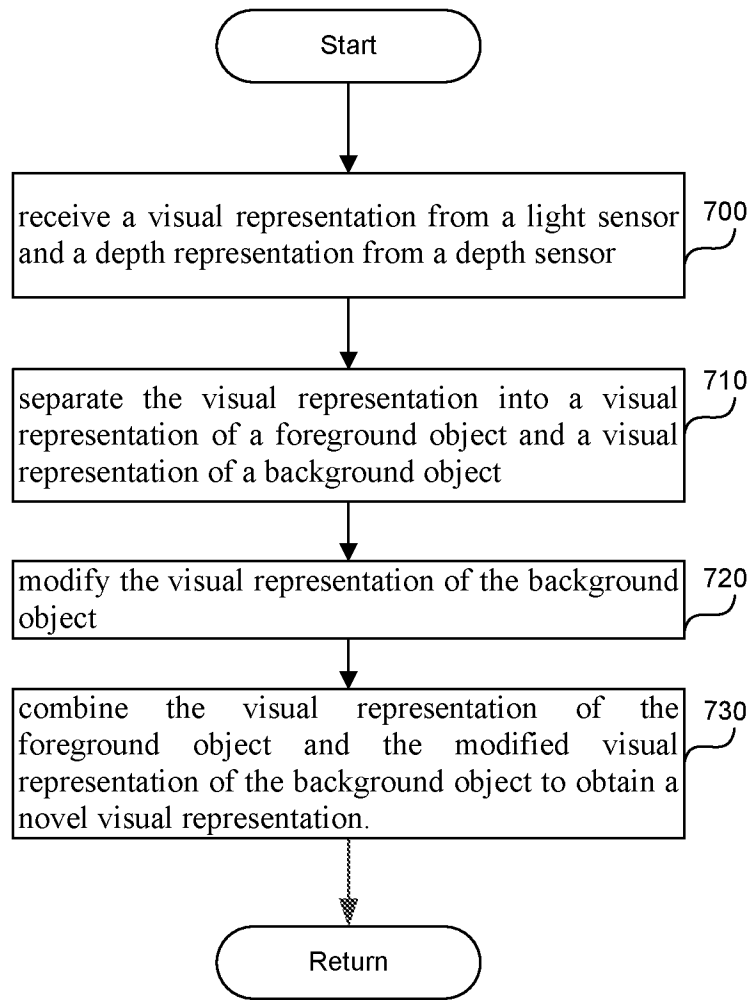 Start
receive a visual representation from a light sensor
and a depth representation from a depth sensor
700
separate the visual representation into a visual
representation of a foreground object and a visual
representation of a background object
710
modify the visual representation of the background
object
720
combine the visual representation of the
foreground object and the modified visual
representation of the background object to obtain a
novel visual representation.
730
Return